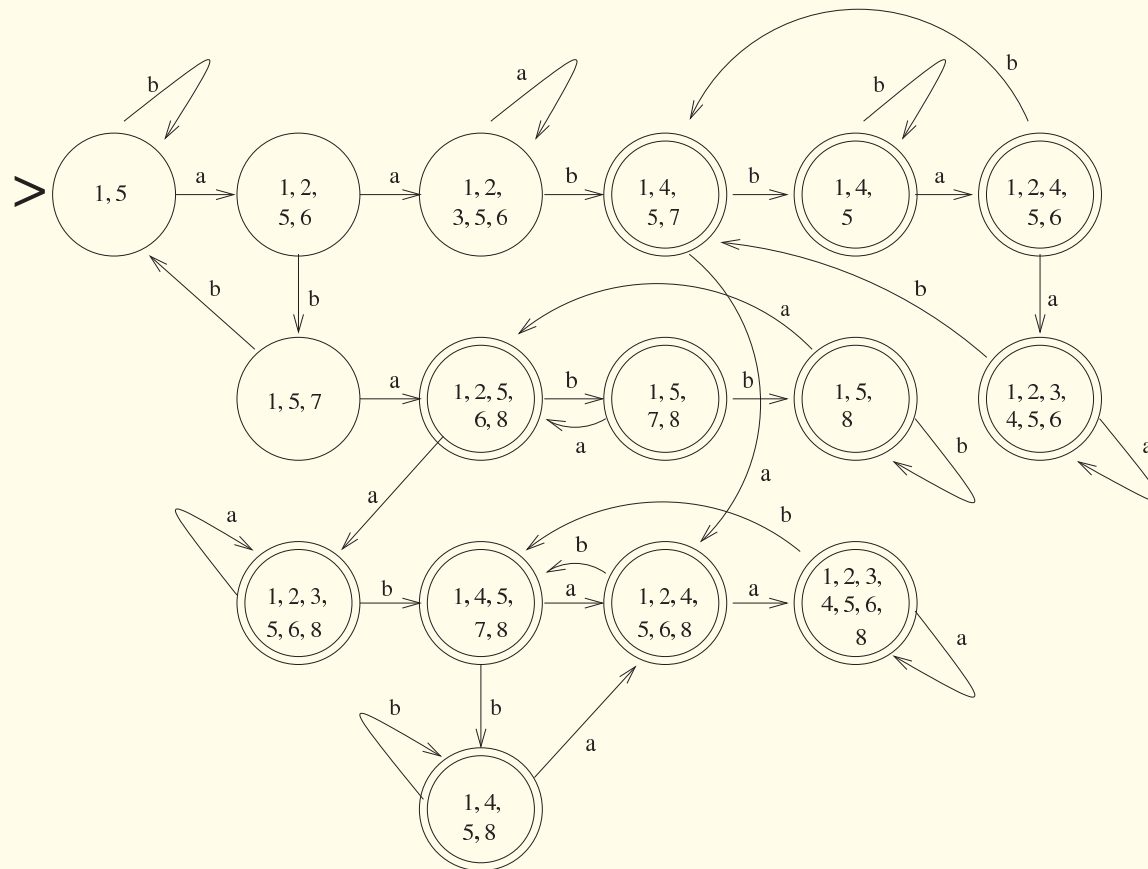 b
a
b
b
b
>
1, 5
a
1, 2,
5, 6
a
1, 2,
3, 5, 6
b
1, 4,
5, 7
b
1, 4,
5
a
1, 2, 4,
5, 6
b
b
a
b
a
1, 5, 7
a
1, 2, 5,
6, 8
b
a
1, 5,
7, 8
b
1, 5,
8
b
1, 2, 3,
4, 5, 6
a
a
a
a
1, 2, 3,
5, 6, 8
b
1, 4, 5,
7, 8
b
a
1, 2, 4,
5, 6, 8
a
b
1, 2, 3,
4, 5, 6,
8
a
b
b
a
1, 4,
5, 8